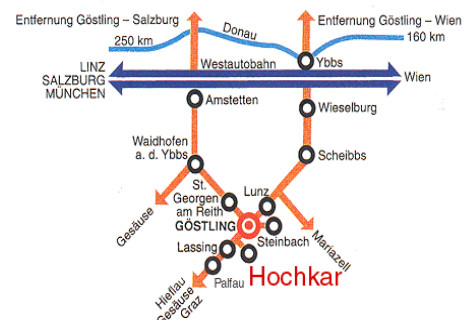 Entfernung Göstling – Salzburg
Entfernung Göstling – Wien
Donau
250 km
160 km
LINZ
SALZBURG
MÜNCHEN
Westautobahn
Ybbs
Wien
Amstetten
Wieselburg
Waidhofen
a. d. Ybbs
Scheibbs
St.
Georgen
am Reith
Lunz
Gesäuse
GÖSTLING
Steinbach
Mariazell
Lassing
Palfau
Hochkar
Hieflau
Gesäuse
Graz